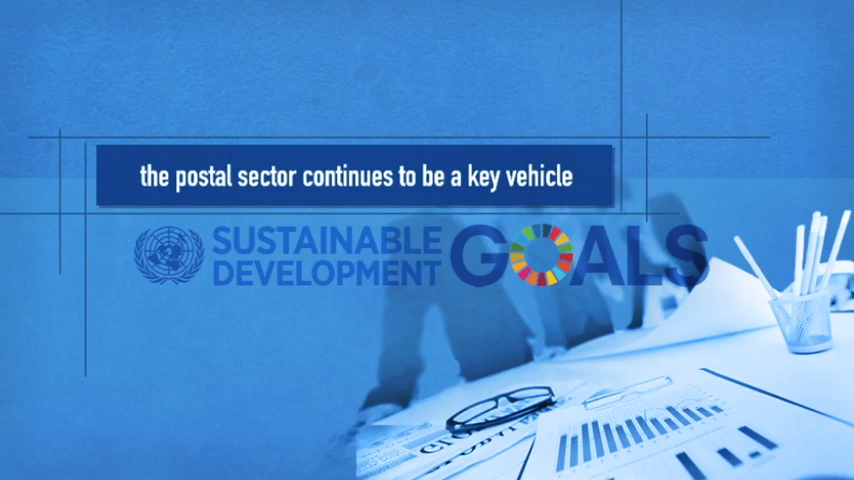 the postal sector continues to be a key vehicle
SUSTAINABLE
DEVELOPMENT
GOALS